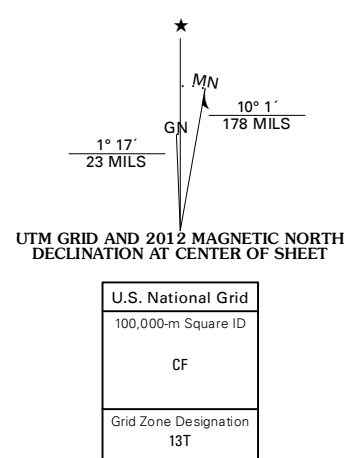 ★
MN
GN
10° 1´
178 MILS
1° 17´
23 MILS
UTM GRID AND 2012 MAGNETIC NORTH
DECLINATION AT CENTER OF SHEET
U.S. National Grid
100,000-m Square ID
CF
Grid Zone Designation
13T